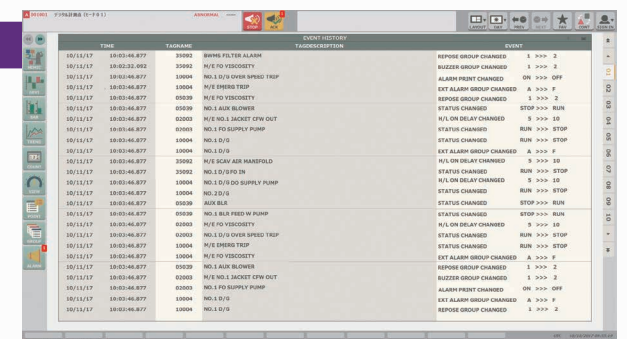 ABNORMAL
STOP
ACK
LAYOUT
DAY
PREV
NEXT
FAV
SIGN IN
EVENT HISTORY
TIME TAGNAME TAGDESCRIPTION EVENT
10/11/17 10:03:46.877 35092 BWMS FILTER ALARM REPOSE GROUP CHANGED 1 >>> 2
10/11/17 10:02:32.092 35092 M/E FO VISCOSITY BUZZER GROUP CHANGED 1 >>> 2
10/11/17 10:03:46.877 10004 NO.1 D/G OVER SPEED TRIP ALARM PRINT CHANGED ON >>> OFF
10/11/17 10:03:46.877 10004 M/E EMERG TRIP EXT ALARM GROUP CHANGED A >>> F
10/11/17 10:03:46.877 05039 M/E FO VISCOSITY REPOSE GROUP CHANGED 1 >>> 2
10/11/17 10:03:46.877 05039 NO.1 AUX BLOWER STATUS CHANGED STOP >>> RUN
10/11/17 10:03:46.877 02003 M/E NO.1 JACKET CFW OUT H/L ON DELAY CHANGED 5 >>> 10
10/11/17 10:03:46.877 02003 NO.1 FO SUPPLY PUMP STATUS CHANGED RUN >>> STOP
10/11/17 10:03:46.877 10004 NO.1 D/G STATUS CHANGED RUN >>> STOP
10/11/17 10:03:46.877 10004 NO.1 D/G EXT ALARM GROUP CHANGED A >>> F
10/11/17 10:03:46.877 35092 M/E SCAV AIR MANIFOLD H/L ON DELAY CHANGED 5 >>> 10
10/11/17 10:03:46.877 35092 NO.1 D/G FO IN STATUS CHANGED RUN >>> STOP
10/11/17 10:03:46.877 10004 NO.1 D/G DO SUPPLY PUMP H/L ON DELAY CHANGED 5 >>> 10
10/11/17 10:03:46.877 10004 NO.2 D/G STATUS CHANGED RUN >>> STOP
10/11/17 10:03:46.877 05039 AUX BLR STATUS CHANGED STOP >>> RUN
10/11/17 10:03:46.877 05039 NO.1 BLR FEED W PUMP STATUS CHANGED STOP >>> RUN
10/11/17 10:03:46.877 02003 M/E FO VISCOSITY H/L ON DELAY CHANGED 5 >>> 10
10/11/17 10:03:46.877 02003 NO.1 D/G OVER SPEED TRIP STATUS CHANGED RUN >>> STOP
10/11/17 10:03:46.877 10004 M/E EMERG TRIP STATUS CHANGED RUN >>> STOP
10/11/17 10:03:46.877 10004 M/E FO VISCOSITY EXT ALARM GROUP CHANGED A >>> F
10/11/17 10:03:46.877 05039 NO.1 AUX BLOWER REPOSE GROUP CHANGED 1 >>> 2
10/11/17 10:03:46.877 02003 M/E NO.1 JACKET CFW OUT BUZZER GROUP CHANGED 1 >>> 2
10/11/17 10:03:46.877 02003 NO.1 FO SUPPLY PUMP ALARM PRINT CHANGED ON >>> OFF
10/11/17 10:03:46.877 10004 NO.1 D/G EXT ALARM GROUP CHANGED A >>> F
10/11/17 10:03:46.877 10004 NO.1 D/G REPOSE GROUP CHANGED 1 >>> 2
BAR
TREND
POINT
GROUP
ALARM
01
02
03
04
05
06
07
08
09
10
UTC